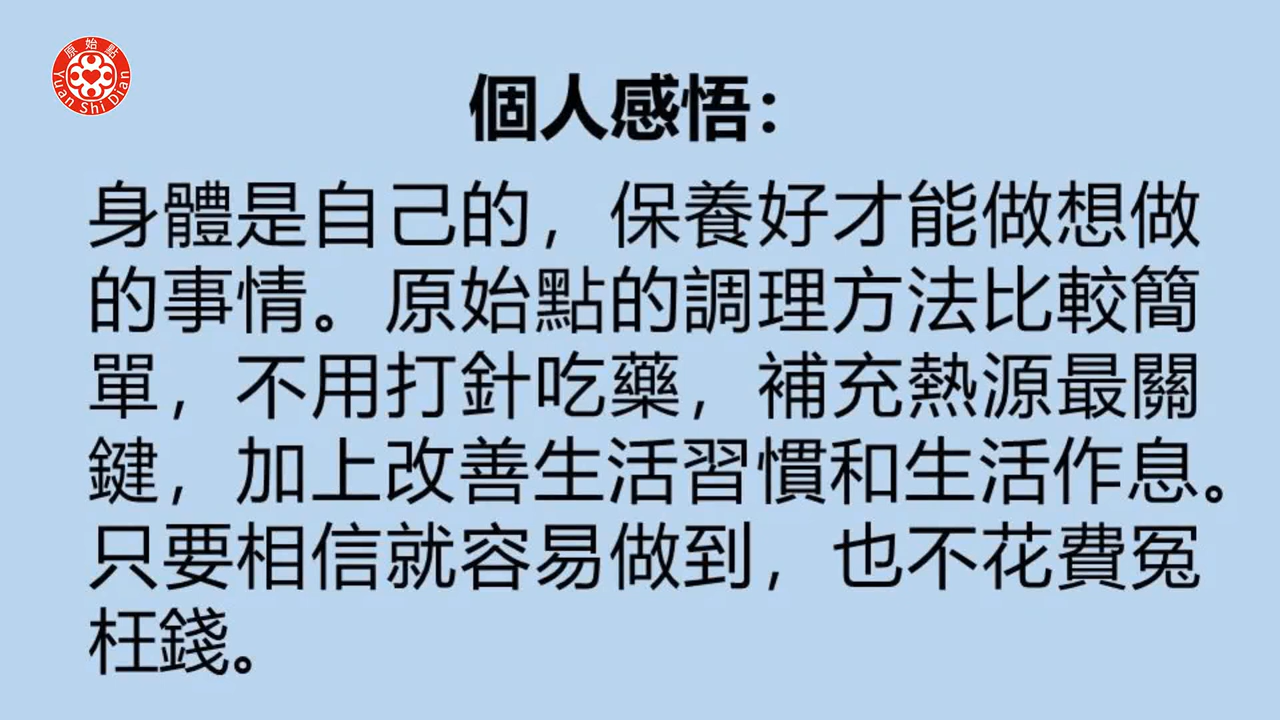 原始點
Yuan Shi Dian
個人感悟：
身體是自己的，保養好才能做想做
的事情。原始點的調理方法比較簡
單，不用打針吃藥，補充熱源最關
鍵，加上改善生活習慣和生活作息。
只要相信就容易做到，也不花費冤
枉錢。